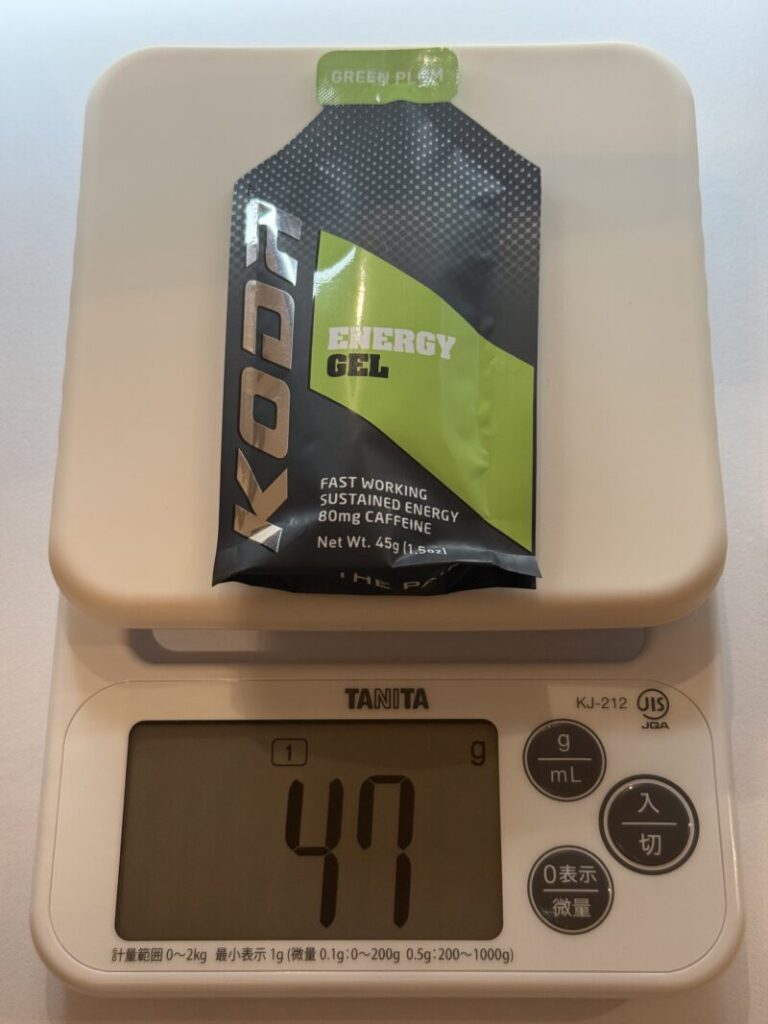 GREEN PLUM
KODA
ENERGY
GEL
FAST WORKING
SUSTAINED ENERGY
80mg CAFFEINE
Net Wt. 45g (1.5oz)
THE
TANITA
KJ-212
JIS
JQA
1
g
47
g
mL
入
切
0表示
微量
計量範囲 0～2kg 最小表示 1g (微量 0.1g:0～200g 0.5g:200～1000g)